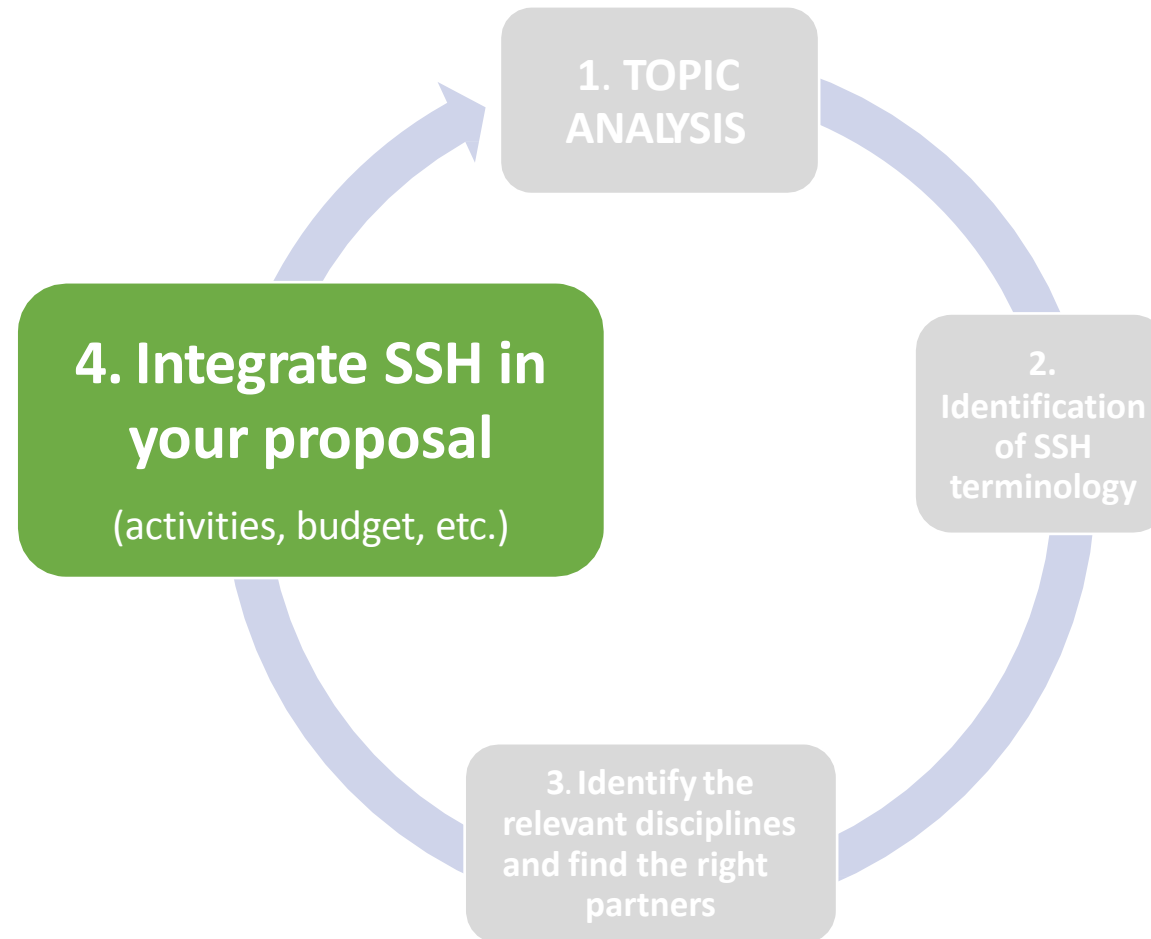 1. TOPIC
ANALYSIS
2.
Identification
of SSH
terminology
3. Identify the
relevant disciplines
and find the right
partners
4. Integrate SSH in
your proposal
(activities, budget, etc.)